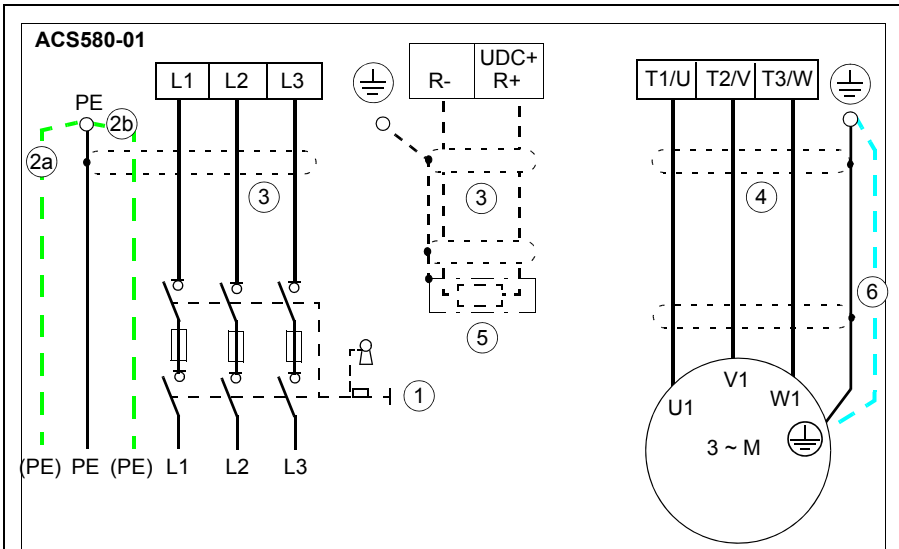 ACS580-01
L1 L2 L3
R- UDC+ R+
T1/U T2/V T3/W
PE
2b
2a
3
3
4
6
5
1
U1 V1 W1
3 ~ M
(PE) PE (PE) L1 L2 L3